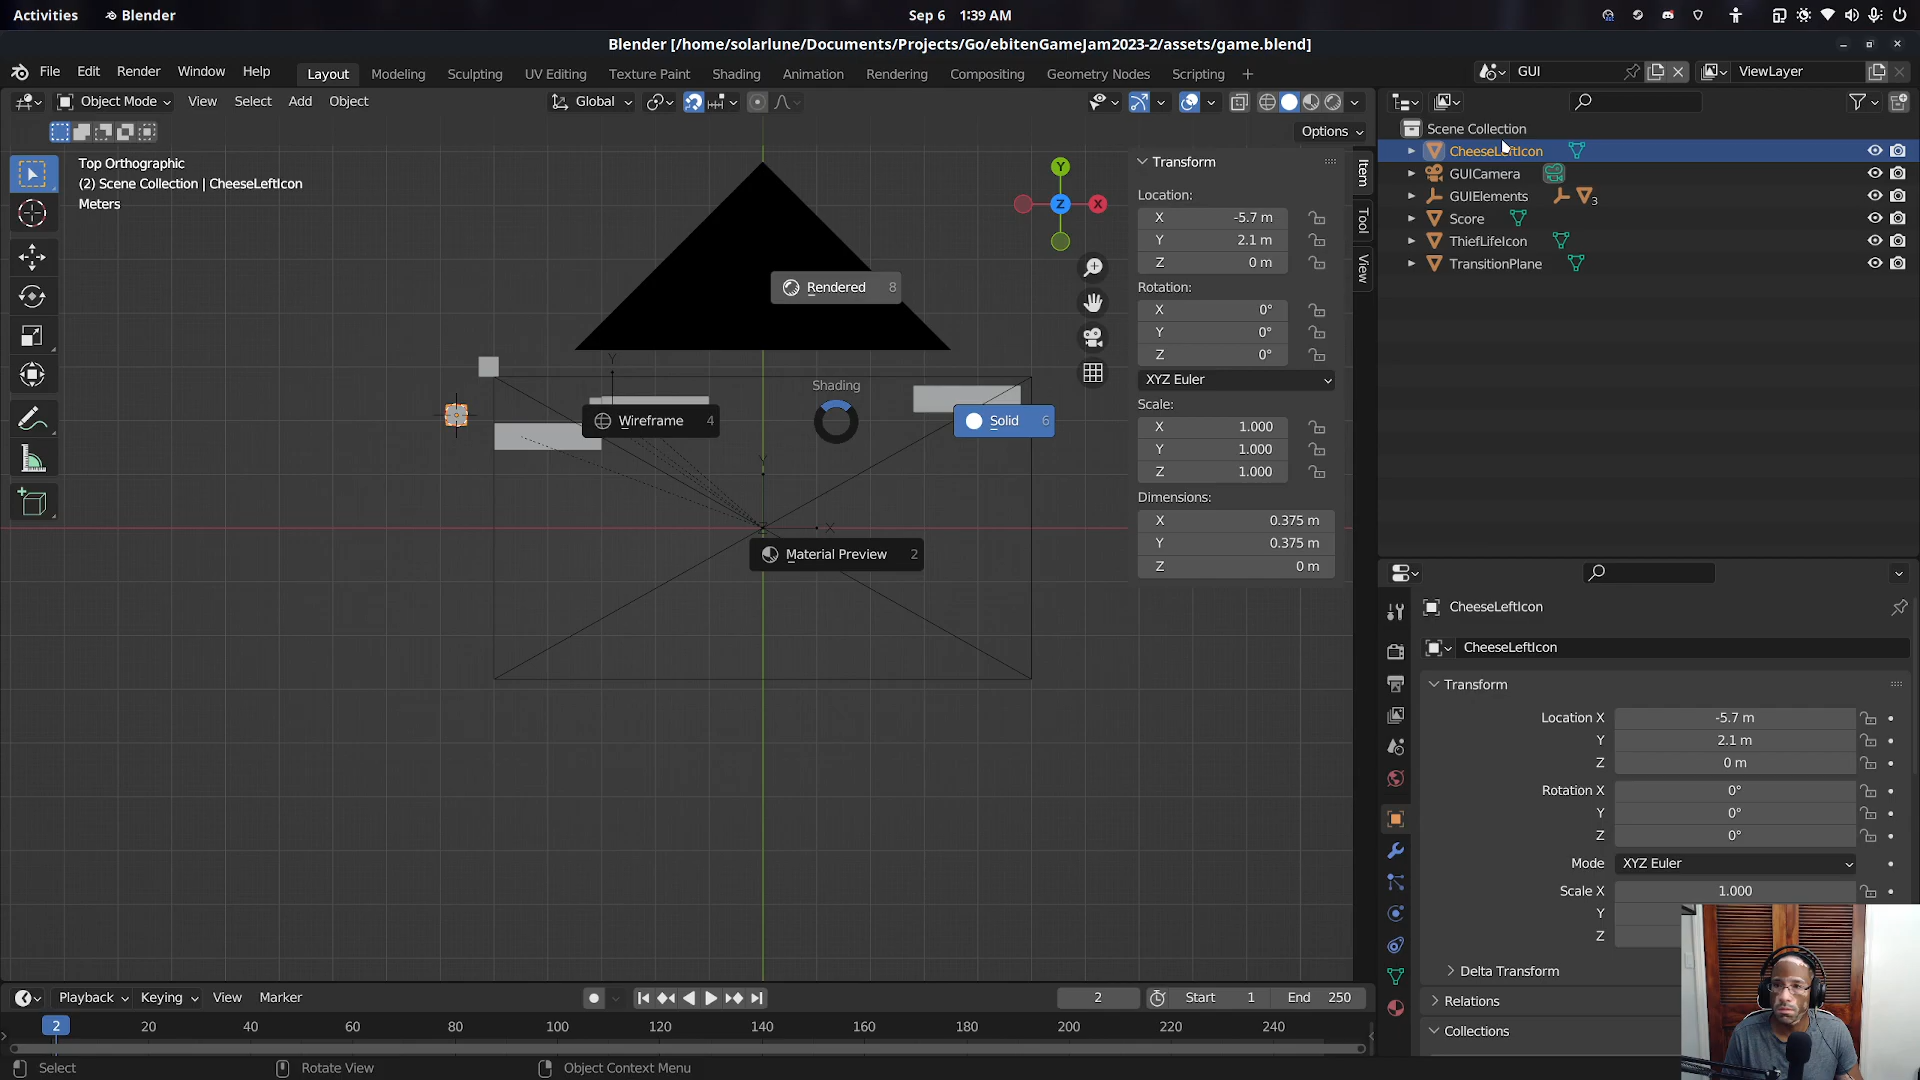 Activities Blender Sep 6 1:39 AM
Blender [/home/solarlune/Documents/Projects/Go/ebitenGameJam2023-2/assets/game.blend]
File Edit Render Window Help Layout Modeling Sculpting UV Editing Texture Paint Shading Animation Rendering Compositing Geometry Nodes Scripting GUI ViewLayer
Object Mode View Select Add Object Global
Options
Top Orthographic
(2) Scene Collection | CheeseLeftIcon
Meters
Transform
Location:
X -5.7 m
Y 2.1 m
Z 0 m
Rotation:
X 0°
Y 0°
Z 0°
XYZ Euler
Scale:
X 1.000
Y 1.000
Z 1.000
Dimensions:
X 0.375 m
Y 0.375 m
Z 0 m
Item
Tool
View
Y
Z
X
Rendered 8
Shading
Wireframe 4
Solid 6
Material Preview 2
Y
Y
X
Scene Collection
CheeseLeftIcon
GUICamera
GUIElements 3
Score
ThiefLifeIcon
TransitionPlane
CheeseLeftIcon
CheeseLeftIcon
Transform
Location X -5.7 m
Y 2.1 m
Z 0 m
Rotation X 0°
Y 0°
Z 0°
Mode XYZ Euler
Scale X 1.000
Y
Z
Delta Transform
Relations
Collections
Playback Keying View Marker 2 Start 1 End 250
2 20 40 60 80 100 120 140 160 180 200 220 240
Select Rotate View Object Context Menu